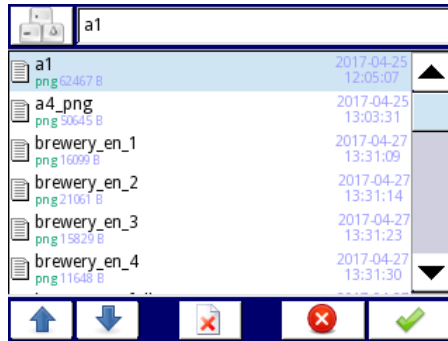 a1
a1
2017-04-25
png 62467 B
12:05:07
a4_png
2017-04-25
png 50645 B
13:03:31
brewery_en_1
2017-04-27
png 16099 B
13:31:09
brewery_en_2
2017-04-27
png 21061 B
13:31:14
brewery_en_3
2017-04-27
png 15829 B
13:31:23
brewery_en_4
2017-04-27
png 11648 B
13:31:30